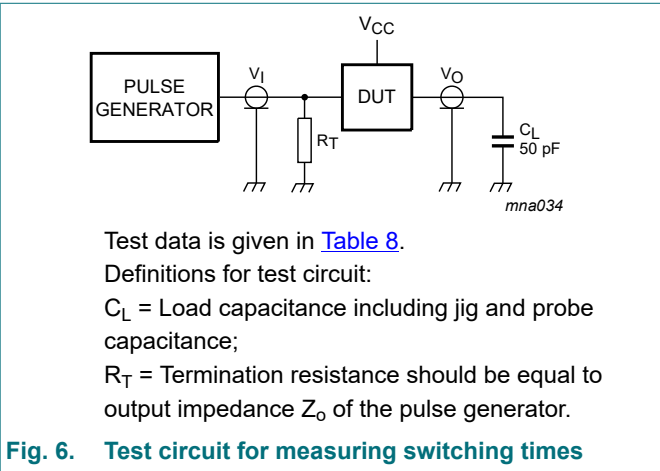 VCC
PULSE
GENERATOR
VI
RT
DUT
VO
CL
50 pF
mna034
Test data is given in Table 8.
Definitions for test circuit:
CL = Load capacitance including jig and probe
capacitance;
RT = Termination resistance should be equal to
output impedance Zo of the pulse generator.
Fig. 6. Test circuit for measuring switching times